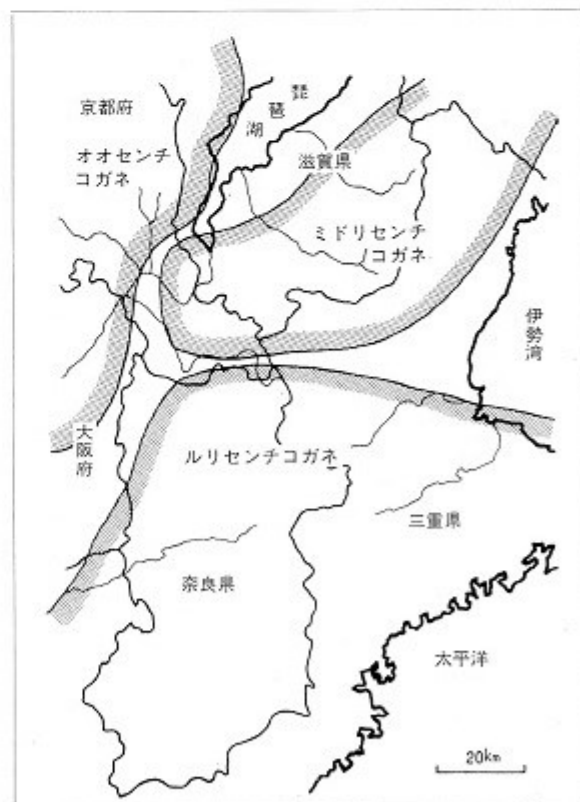 京都府
琵琶湖
オオセンチ
コガネ
滋賀県
ミドリセンチ
コガネ
伊勢湾
大阪府
ルリセンチコガネ
三重県
奈良県
太平洋
20km